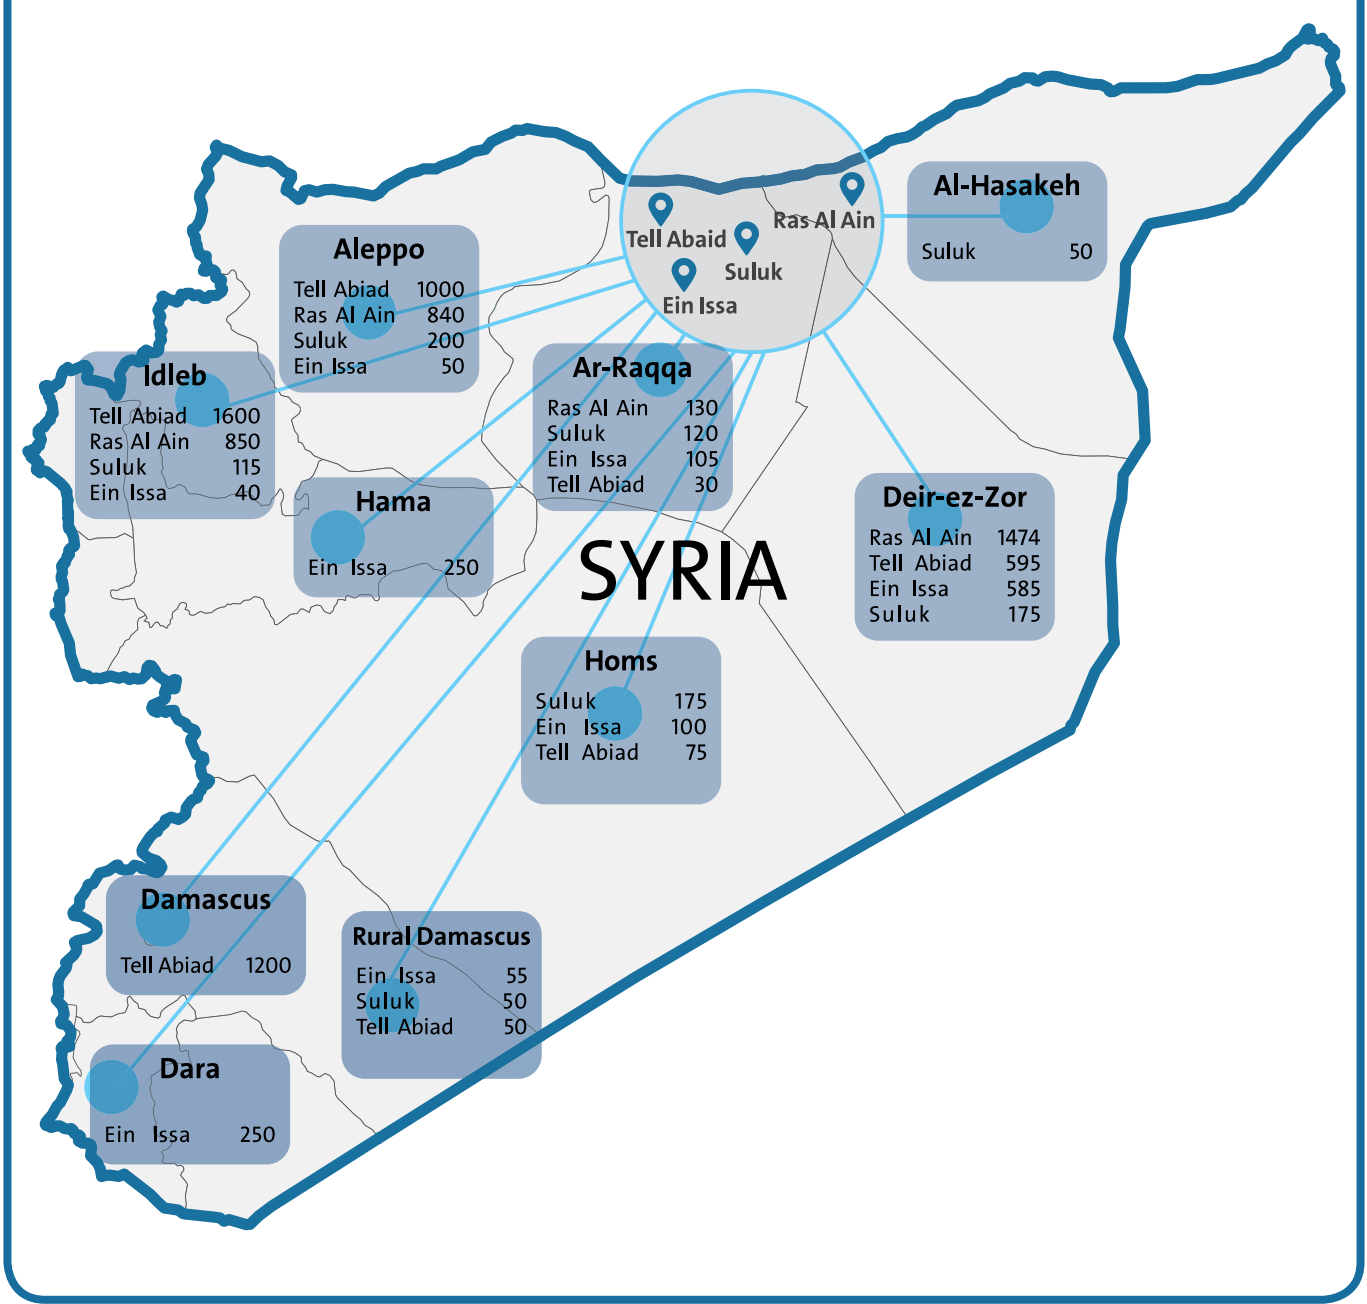 Al-Hasakeh
Suluk 50
Ras Al Ain
Tell Abaid
Suluk
Ein Issa
Aleppo
Tell Abiad 1000
Ras Al Ain 840
Suluk 200
Ein Issa 50
Idleb
Tell Abiad 1600
Ras Al Ain 850
Suluk 115
Ein Issa 40
Ar-Raqqa
Ras Al Ain 130
Suluk 120
Ein Issa 105
Tell Abiad 30
Hama
Ein Issa 250
Deir-ez-Zor
Ras Al Ain 1474
Tell Abiad 595
Ein Issa 585
Suluk 175
SYRIA
Homs
Suluk 175
Ein Issa 100
Tell Abiad 75
Damascus
Tell Abiad 1200
Rural Damascus
Ein Issa 55
Suluk 50
Tell Abiad 50
Dara
Ein Issa 250